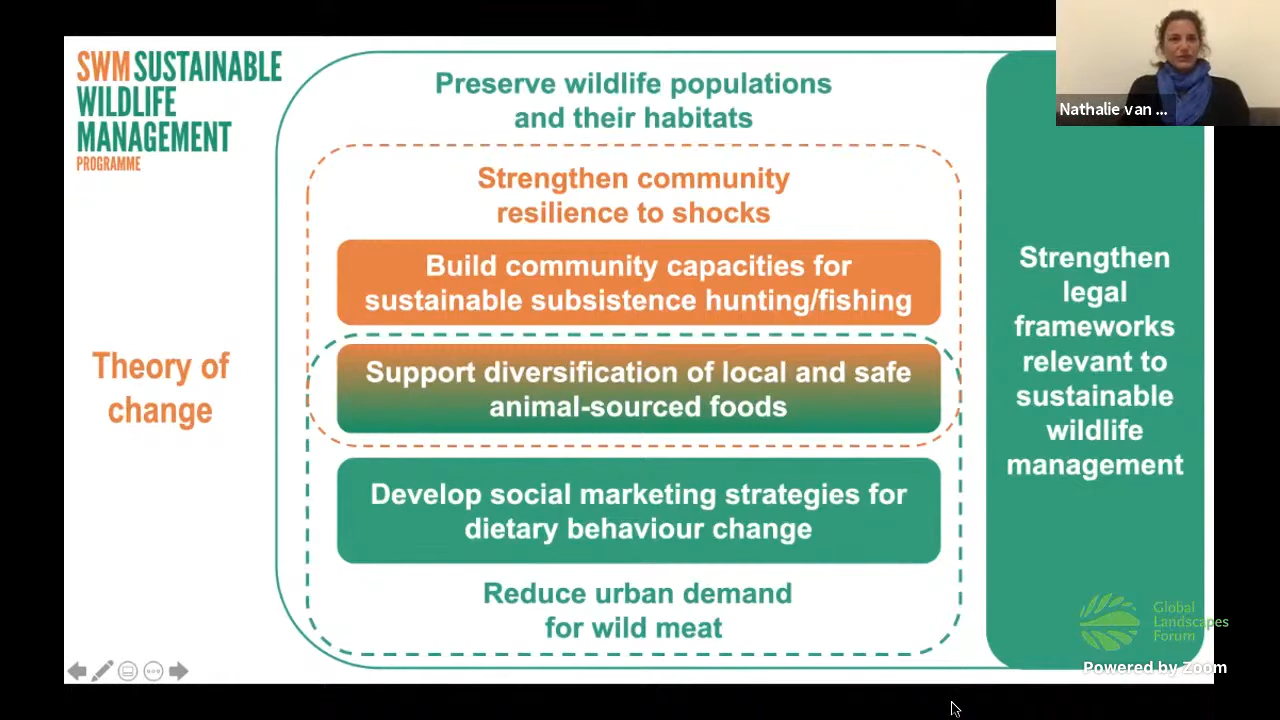 SWM SUSTAINABLE
WILDLIFE
MANAGEMENT
PROGRAMME
Theory of
change
Preserve wildlife populations
and their habitats
Strengthen community
resilience to shocks
Build community capacities for
sustainable subsistence hunting/fishing
Support diversification of local and safe
animal-sourced foods
Develop social marketing strategies for
dietary behaviour change
Reduce urban demand
for wild meat
Nathalie van ...
Strengthen
legal
frameworks
relevant to
sustainable
wildlife
management
Global
Landscapes
Forum
Powered by Zoom